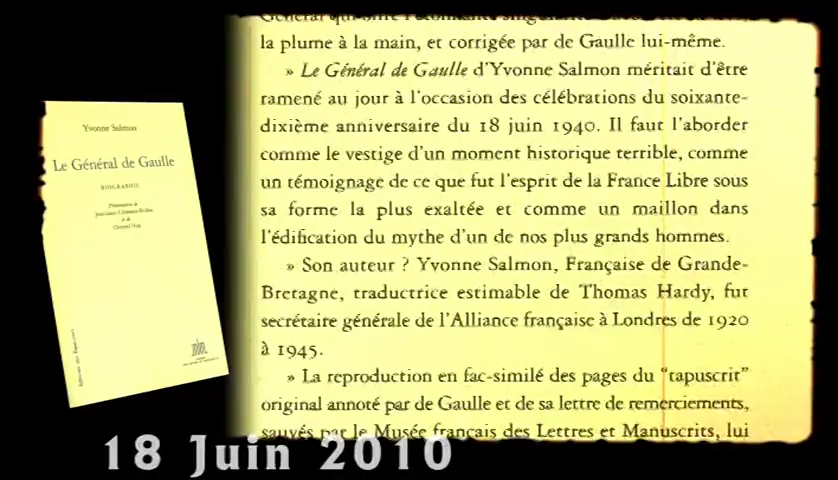 Yvonne Salmon
Le Général de Gaulle
BIOGRAPHIE
Présentation de
et de
la plume à la main, et corrigée par de Gaulle lui-même.
» Le Général de Gaulle d'Yvonne Salmon méritait d'être
ramené au jour à l'occasion des célébrations du soixante-
dixième anniversaire du 18 juin 1940. Il faut l'aborder
comme le vestige d'un moment historique terrible, comme
un témoignage de ce que fut l'esprit de la France Libre sous
sa forme la plus exaltée et comme un maillon dans
l'édification du mythe d'un de nos plus grands hommes.
» Son auteur ? Yvonne Salmon, Française de Grande-
Bretagne, traductrice estimable de Thomas Hardy, fut
secrétaire générale de l'Alliance française à Londres de 1920
à 1945.
» La reproduction en fac-similé des pages du “tapuscrit”
original annoté par de Gaulle et de sa lettre de remerciements,
sauvés par le Musée français des Lettres et Manuscrits, lui
18 Juin 2010